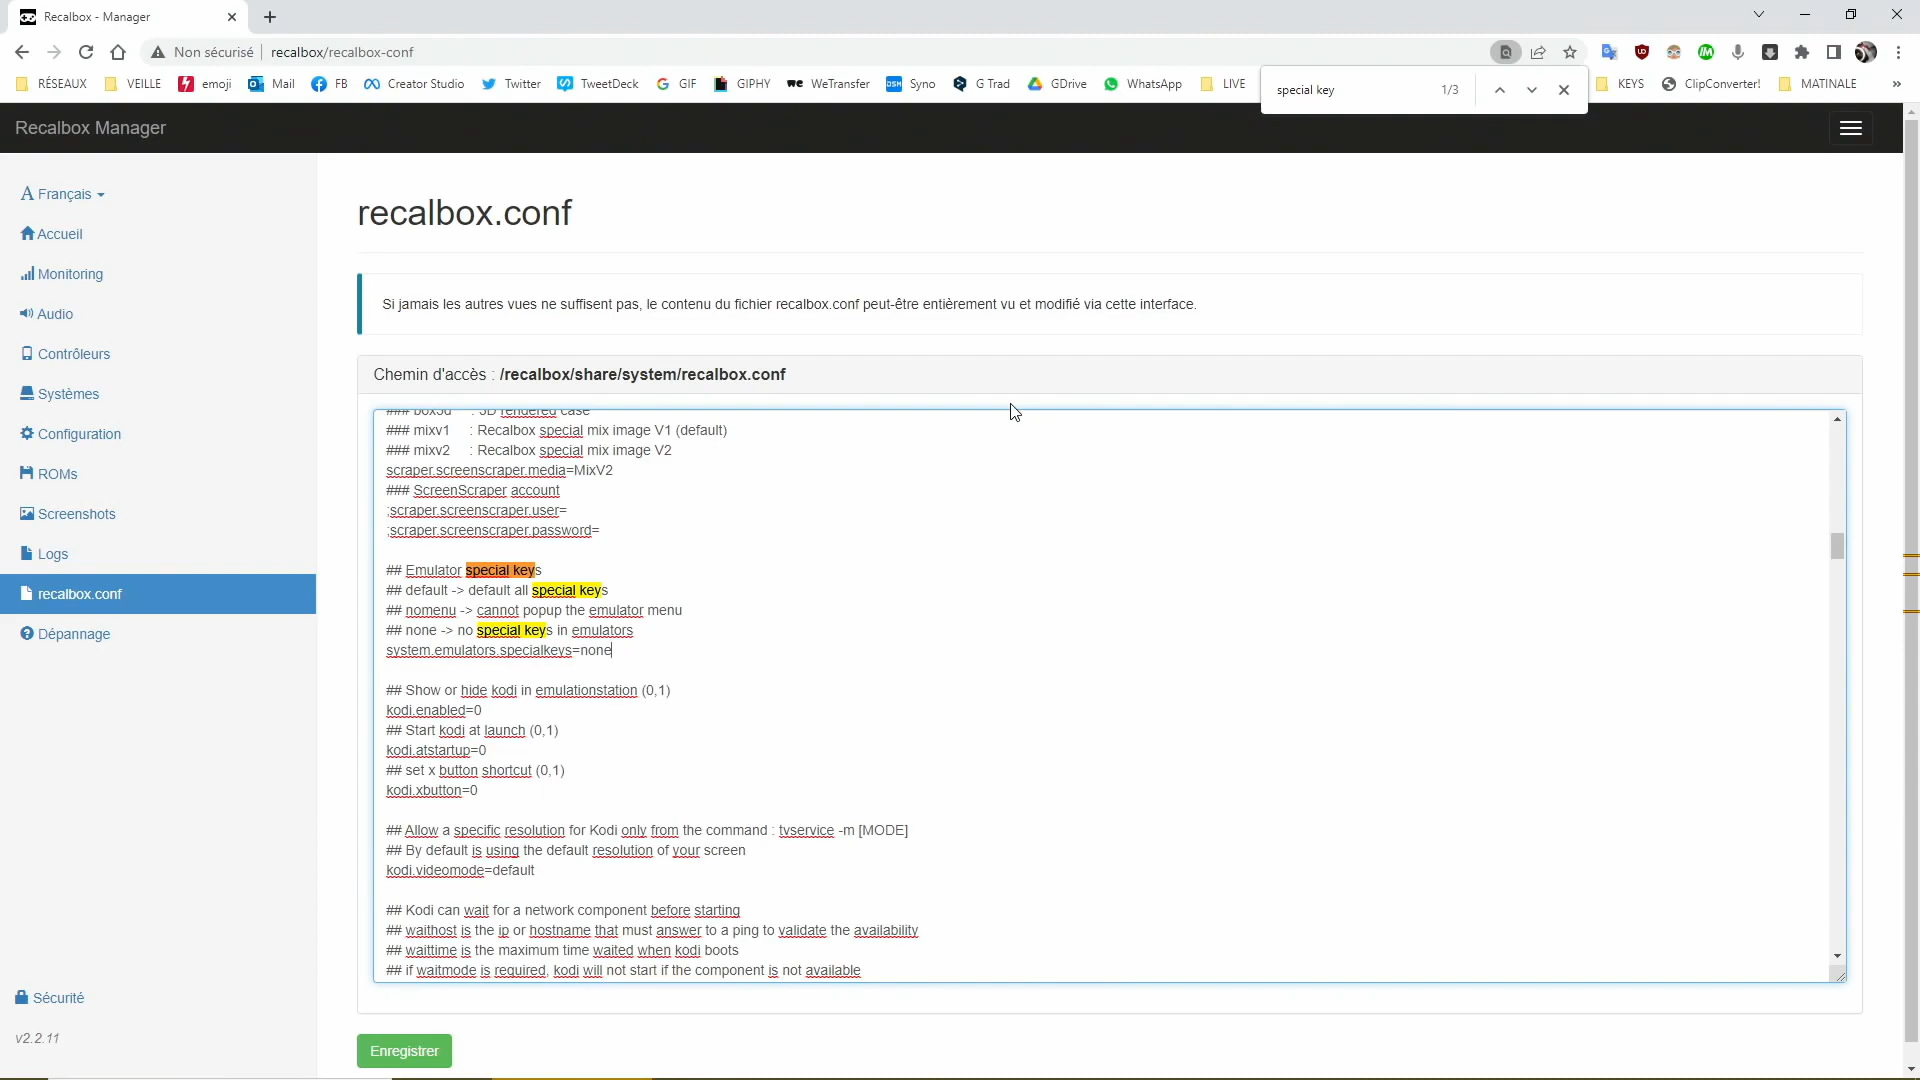 Recalbox - Manager
Non sécurisé
recalbox/recalbox-conf
RÉSEAUX
VEILLE
emoji
Mail
FB
Creator Studio
Twitter
TweetDeck
GIF
GIPHY
WeTransfer
Syno
G Trad
GDrive
WhatsApp
LIVE
special key
1/3
KEYS
ClipConverter!
MATINALE
»
Recalbox Manager
Français
Accueil
Monitoring
Audio
Contrôleurs
Systèmes
Configuration
ROMs
Screenshots
Logs
recalbox.conf
Dépannage
Sécurité
v2.2.11
recalbox.conf
Si jamais les autres vues ne suffisent pas, le contenu du fichier recalbox.conf peut-être entièrement vu et modifié via cette interface.
Chemin d'accès : /recalbox/share/system/recalbox.conf
### box3d : 3D rendered case
### mixv1 : Recalbox special mix image V1 (default)
### mixv2 : Recalbox special mix image V2
scraper.screenscraper.media=MixV2
### ScreenScraper account
;scraper.screenscraper.user=
;scraper.screenscraper.password=
## Emulator special keys
## default -> default all special keys
## nomenu -> cannot popup the emulator menu
## none -> no special keys in emulators
system.emulators.specialkeys=none
## Show or hide kodi in emulationstation (0,1)
kodi.enabled=0
## Start kodi at launch (0,1)
kodi.atstartup=0
## set x button shortcut (0,1)
kodi.xbutton=0
## Allow a specific resolution for Kodi only from the command : tvservice -m [MODE]
## By default is using the default resolution of your screen
kodi.videomode=default
## Kodi can wait for a network component before starting
## waithost is the ip or hostname that must answer to a ping to validate the availability
## waittime is the maximum time waited when kodi boots
## if waitmode is required, kodi will not start if the component is not available
Enregistrer